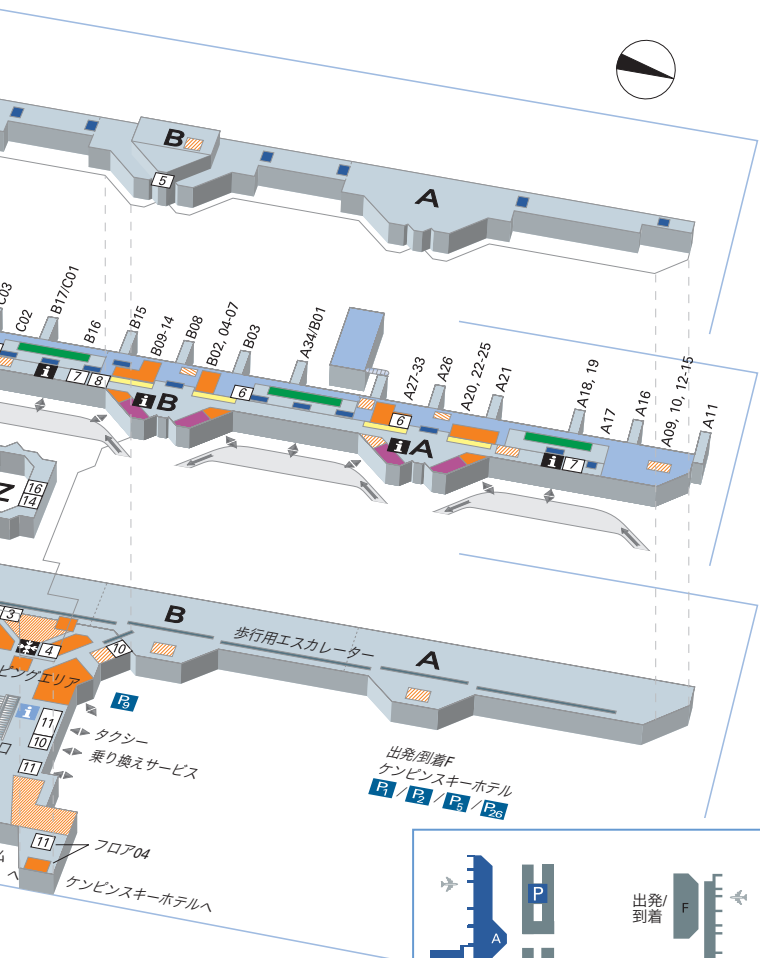 B
5
A
C03
C02
B17/C01
B16
B15
B09-14
B08
B02, 04-07
B03
A34/B01
A27-33
A26
A20, 22-25
A21
A18, 19
A17
A16
A09, 10, 12-15
A11
i
7
8
i B
6
6
i A
i 7
Z
16
14
3
4
10
B
歩行用エスカレーター
A
ピングエリア
P9
i
11
10
ロ
11
タクシー
乗り換えサービス
出発/到着F
ケンピンスキーホテル
P1 / P2 / P5 / P26
11
フロア04
ム
へ
ケンピンスキーホテルへ
P
A
出発/
到着
F